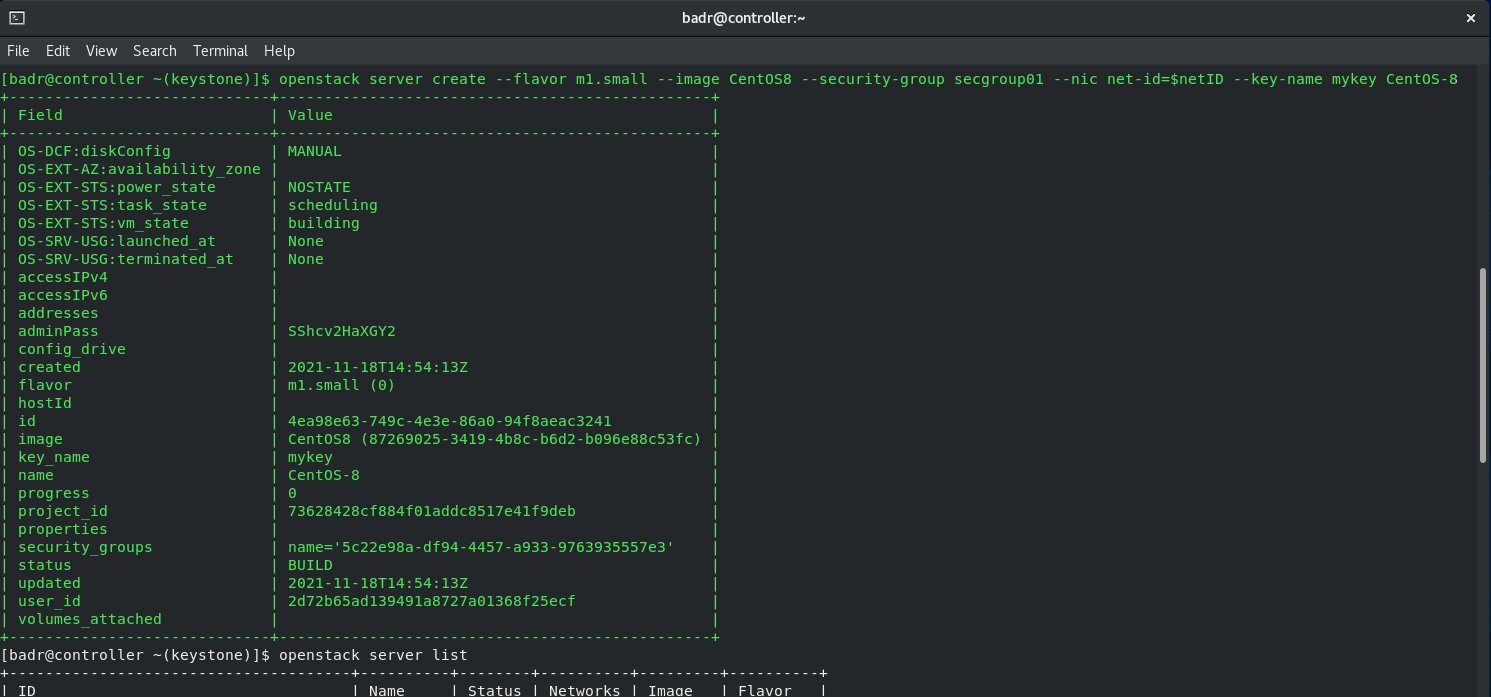 badr@controller:~
File Edit View Search Terminal Help
[badr@controller ~(keystone)]$ openstack server create --flavor m1.small --image CentOS8 --security-group secgroup01 --nic net-id=$netID --key-name mykey CentOS-8
+-----------------------------+------------------------------------------------+
| Field                       | Value                                          |
+-----------------------------+------------------------------------------------+
| OS-DCF:diskConfig           | MANUAL                                         |
| OS-EXT-AZ:availability_zone |                                                |
| OS-EXT-STS:power_state      | NOSTATE                                        |
| OS-EXT-STS:task_state       | scheduling                                     |
| OS-EXT-STS:vm_state         | building                                       |
| OS-SRV-USG:launched_at      | None                                           |
| OS-SRV-USG:terminated_at    | None                                           |
| accessIPv4                  |                                                |
| accessIPv6                  |                                                |
| addresses                   |                                                |
| adminPass                   | SShcv2HaXGY2                                   |
| config_drive                |                                                |
| created                     | 2021-11-18T14:54:13Z                           |
| flavor                      | m1.small (0)                                   |
| hostId                      |                                                |
| id                          | 4ea98e63-749c-4e3e-86a0-94f8aeac3241           |
| image                       | CentOS8 (87269025-3419-4b8c-b6d2-b096e88c53fc) |
| key_name                    | mykey                                          |
| name                        | CentOS-8                                       |
| progress                    | 0                                              |
| project_id                  | 73628428cf884f01addc8517e41f9deb               |
| properties                  |                                                |
| security_groups             | name='5c22e98a-df94-4457-a933-9763935557e3'    |
| status                      | BUILD                                          |
| updated                     | 2021-11-18T14:54:13Z                           |
| user_id                     | 2d72b65ad139491a8727a01368f25ecf               |
| volumes_attached            |                                                |
+-----------------------------+------------------------------------------------+
[badr@controller ~(keystone)]$ openstack server list
+--------------------------------------+----------+--------+----------+---------+----------+
| ID                                   | Name     | Status | Networks | Image   | Flavor   |